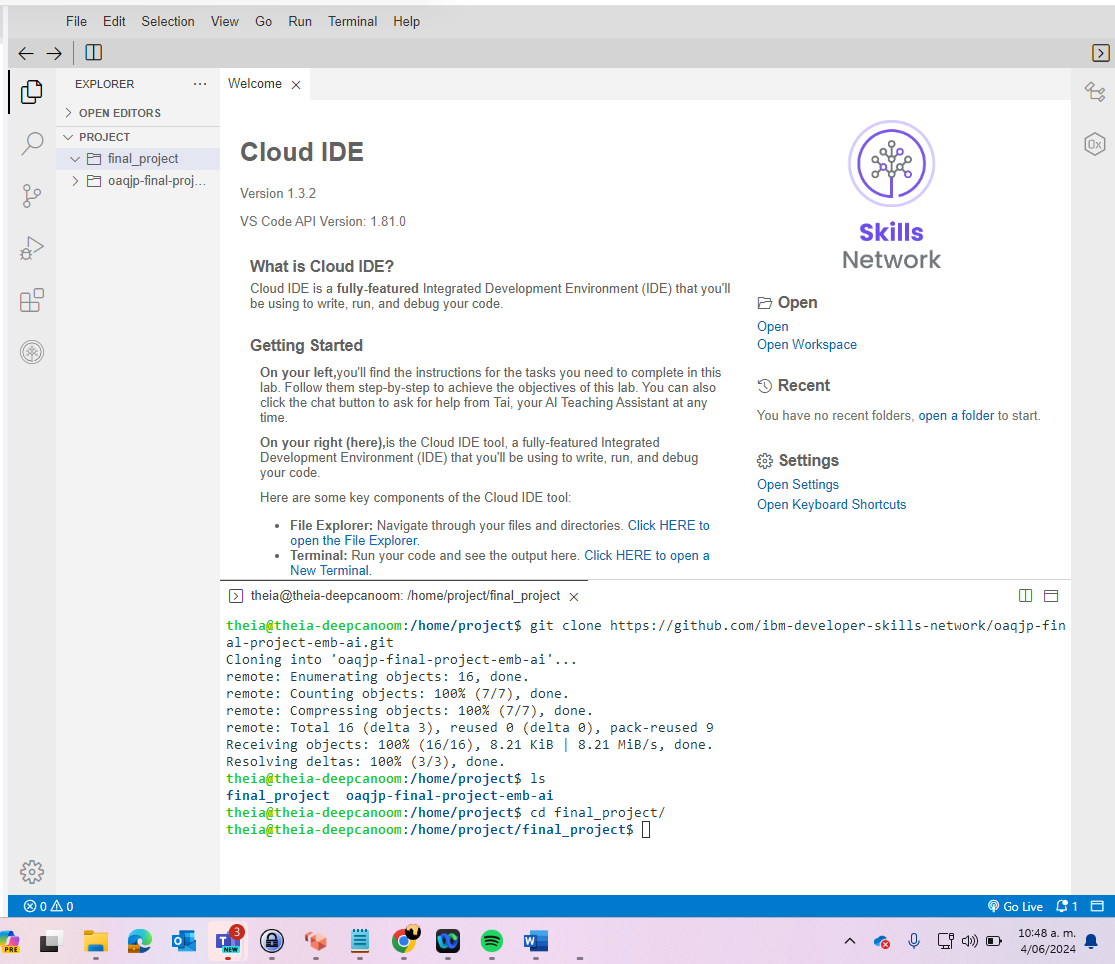 File Edit Selection View Go Run Terminal Help
EXPLORER
OPEN EDITORS
PROJECT
final_project
oaqjp-final-proj...
Welcome
Cloud IDE
Version 1.3.2
VS Code API Version: 1.81.0
What is Cloud IDE?
Cloud IDE is a fully-featured Integrated Development Environment (IDE) that you'll
be using to write, run, and debug your code.
Getting Started
On your left,you'll find the instructions for the tasks you need to complete in this
lab. Follow them step-by-step to achieve the objectives of this lab. You can also
click the chat button to ask for help from Tai, your AI Teaching Assistant at any
time.
On your right (here),is the Cloud IDE tool, a fully-featured Integrated
Development Environment (IDE) that you'll be using to write, run, and debug
your code.
Here are some key components of the Cloud IDE tool:
• File Explorer: Navigate through your files and directories. Click HERE to
open the File Explorer.
• Terminal: Run your code and see the output here. Click HERE to open a
New Terminal.
Skills
Network
Open
Open
Open Workspace
Recent
You have no recent folders, open a folder to start.
Settings
Open Settings
Open Keyboard Shortcuts
0x
theia@theia-deepcanoom: /home/project/final_project
theia@theia-deepcanoom:/home/project$ git clone https://github.com/ibm-developer-skills-network/oaqjp-fin
al-project-emb-ai.git
Cloning into 'oaqjp-final-project-emb-ai'...
remote: Enumerating objects: 16, done.
remote: Counting objects: 100% (7/7), done.
remote: Compressing objects: 100% (7/7), done.
remote: Total 16 (delta 3), reused 0 (delta 0), pack-reused 9
Receiving objects: 100% (16/16), 8.21 KiB | 8.21 MiB/s, done.
Resolving deltas: 100% (3/3), done.
theia@theia-deepcanoom:/home/project$ ls
final_project oaqjp-final-project-emb-ai
theia@theia-deepcanoom:/home/project$ cd final_project/
theia@theia-deepcanoom:/home/project/final_project$
0 0
Go Live 1
PRE
3
NEW
W
10:48 a. m.
4/06/2024